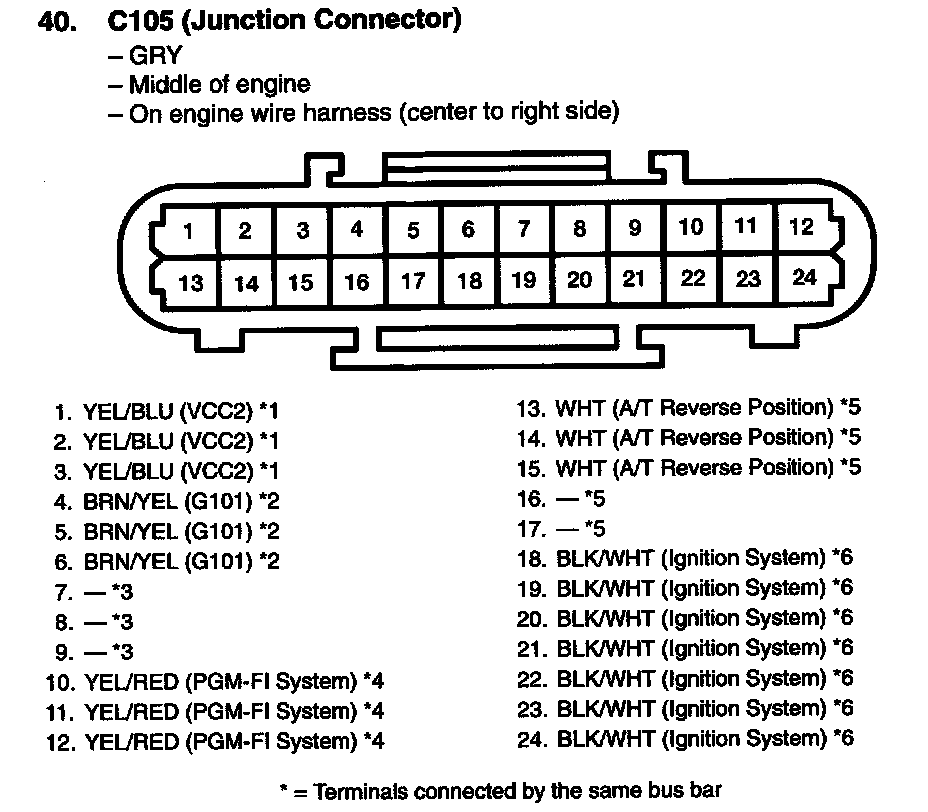 40. C105 (Junction Connector)
– GRY
– Middle of engine
– On engine wire harness (center to right side)
1 2 3 4 5 6 7 8 9 10 11 12
13 14 15 16 17 18 19 20 21 22 23 24
1. YEL/BLU (VCC2) *1
2. YEL/BLU (VCC2) *1
3. YEL/BLU (VCC2) *1
4. BRN/YEL (G101) *2
5. BRN/YEL (G101) *2
6. BRN/YEL (G101) *2
7. — *3
8. — *3
9. — *3
10. YEL/RED (PGM-FI System) *4
11. YEL/RED (PGM-FI System) *4
12. YEL/RED (PGM-FI System) *4
13. WHT (A/T Reverse Position) *5
14. WHT (A/T Reverse Position) *5
15. WHT (A/T Reverse Position) *5
16. — *5
17. — *5
18. BLK/WHT (Ignition System) *6
19. BLK/WHT (Ignition System) *6
20. BLK/WHT (Ignition System) *6
21. BLK/WHT (Ignition System) *6
22. BLK/WHT (Ignition System) *6
23. BLK/WHT (Ignition System) *6
24. BLK/WHT (Ignition System) *6
* = Terminals connected by the same bus bar